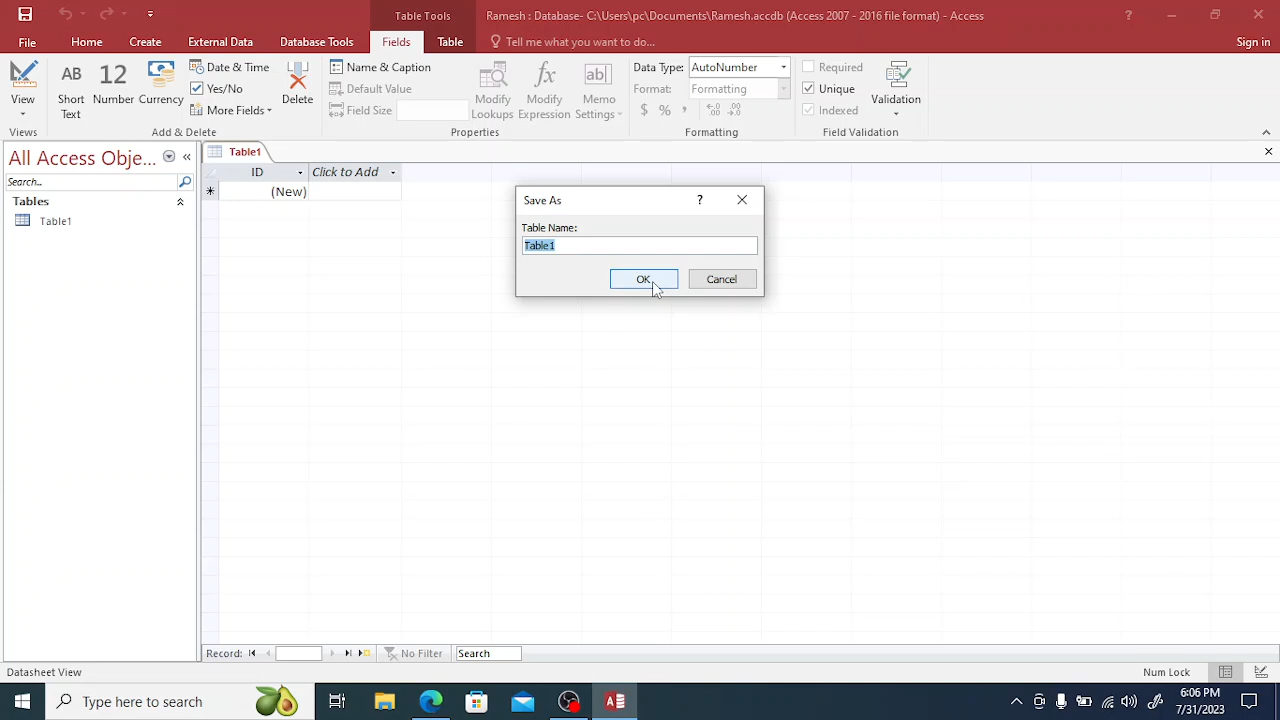 Table Tools
Ramesh : Database- C:\Users\pc\Documents\Ramesh.accdb (Access 2007 - 2016 file format) - Access
?
File
Home
Create
External Data
Database Tools
Fields
Table
Tell me what you want to do...
Sign in
View
AB
Short
Text
12
Number
Currency
Date & Time
Yes/No
More Fields
Delete
Name & Caption
Default Value
Field Size
Modify
Lookups
fx
Modify
Expression
ab
Memo
Settings
Data Type:
AutoNumber
Format:
Formatting
$ % ,
Required
Unique
Indexed
Validation
Views
Add & Delete
Properties
Formatting
Field Validation
All Access Obje...
Search...
Tables
Table1
Table1
ID
Click to Add
(New)
Save As
?
Table Name:
Table1
OK
Cancel
Record:
No Filter
Search
Datasheet View
Num Lock
Type here to search
6:06 PM
7/31/2023